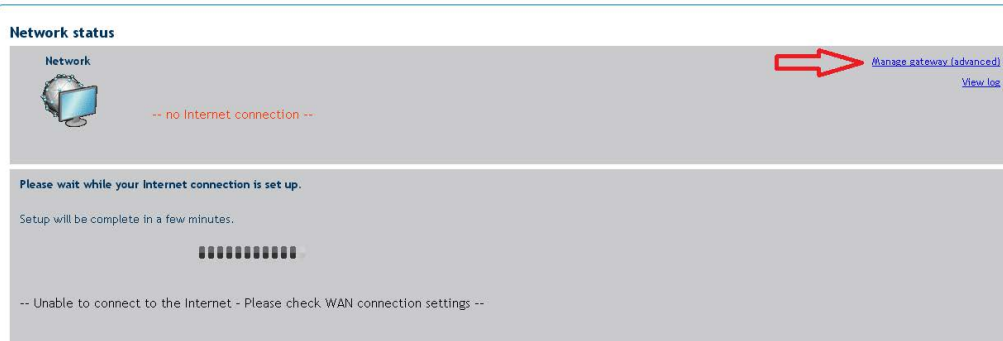 Network status
Network
Manage gateway (advanced)
View log
-- no Internet connection --
Please wait while your Internet connection is set up.
Setup will be complete in a few minutes.
-- Unable to connect to the Internet - Please check WAN connection settings --